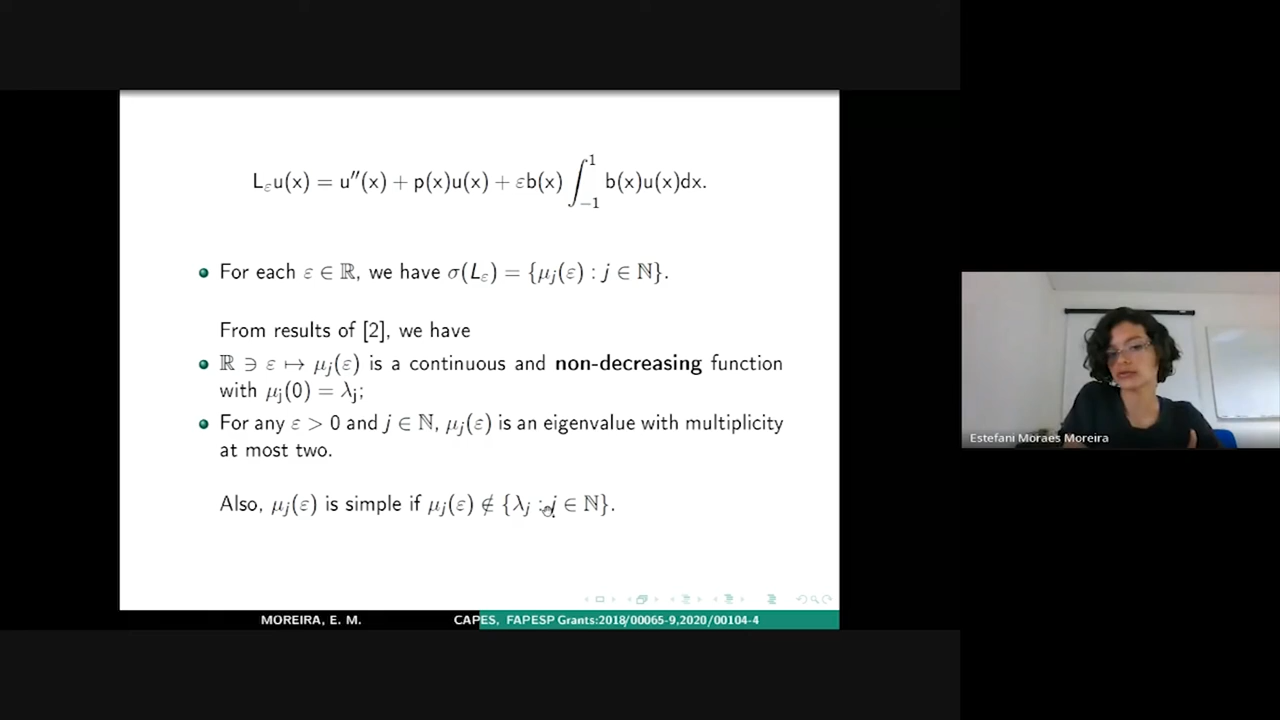 L_ε u(x) = u″(x) + p(x)u(x) + εb(x) ∫_{−1}^{1} b(x)u(x)dx.
For each ε ∈ ℝ, we have σ(L_ε) = {μ_j(ε) : j ∈ ℕ}.
From results of [2], we have
ℝ ∋ ε ↦ μ_j(ε) is a continuous and non-decreasing function
with μ_j(0) = λ_j;
For any ε > 0 and j ∈ ℕ, μ_j(ε) is an eigenvalue with multiplicity
at most two.
Also, μ_j(ε) is simple if μ_j(ε) ∉ {λ_j : j ∈ ℕ}.
MOREIRA, E. M. CAPES, FAPESP Grants:2018/00065-9,2020/00104-4
Estefani Moraes Moreira